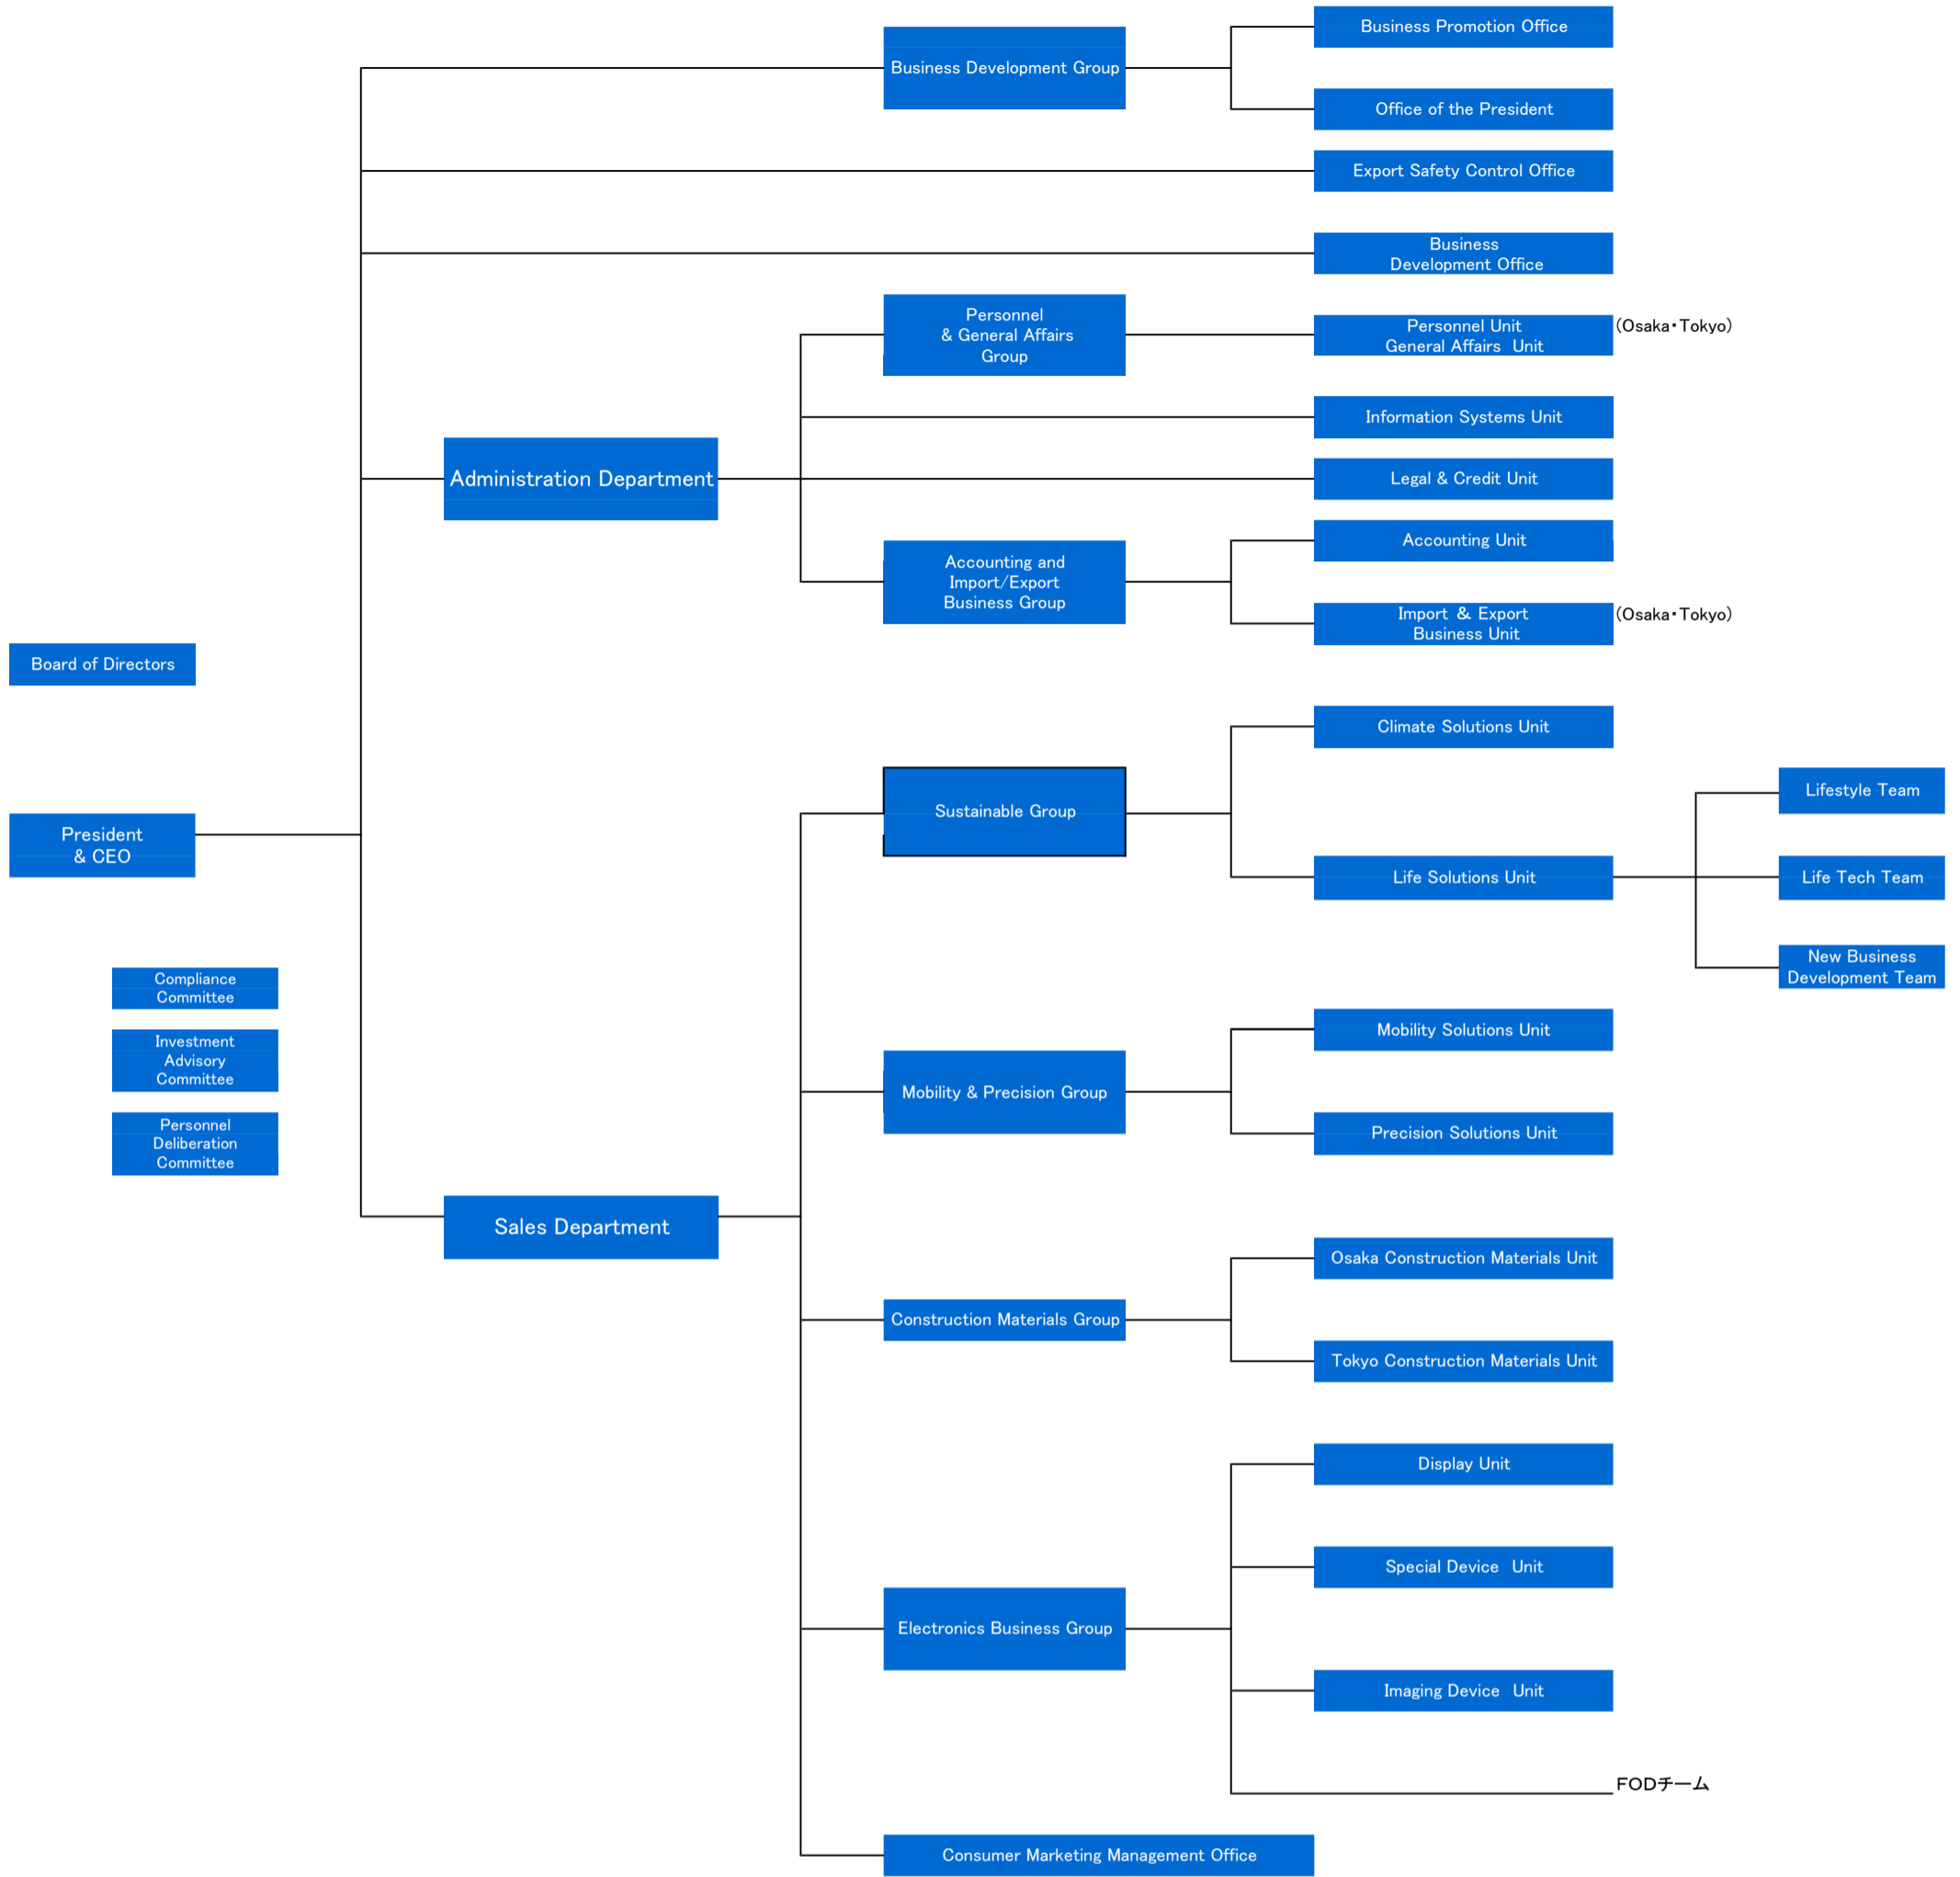 Business Promotion Office
Business Development Group
Office of the President
Export Safety Control Office
Business
Development Office
Personnel
& General Affairs
Group
Personnel Unit
General Affairs Unit
(Osaka・Tokyo)
Information Systems Unit
Administration Department
Legal & Credit Unit
Accounting Unit
Accounting and
Import/Export
Business Group
Import & Export
Business Unit
(Osaka・Tokyo)
Board of Directors
Climate Solutions Unit
Sustainable Group
Lifestyle Team
President
& CEO
Life Solutions Unit
Life Tech Team
New Business
Development Team
Compliance
Committee
Investment
Advisory
Committee
Personnel
Deliberation
Committee
Mobility Solutions Unit
Mobility & Precision Group
Precision Solutions Unit
Sales Department
Osaka Construction Materials Unit
Construction Materials Group
Tokyo Construction Materials Unit
Display Unit
Special Device Unit
Electronics Business Group
Imaging Device Unit
FODチーム
Consumer Marketing Management Office